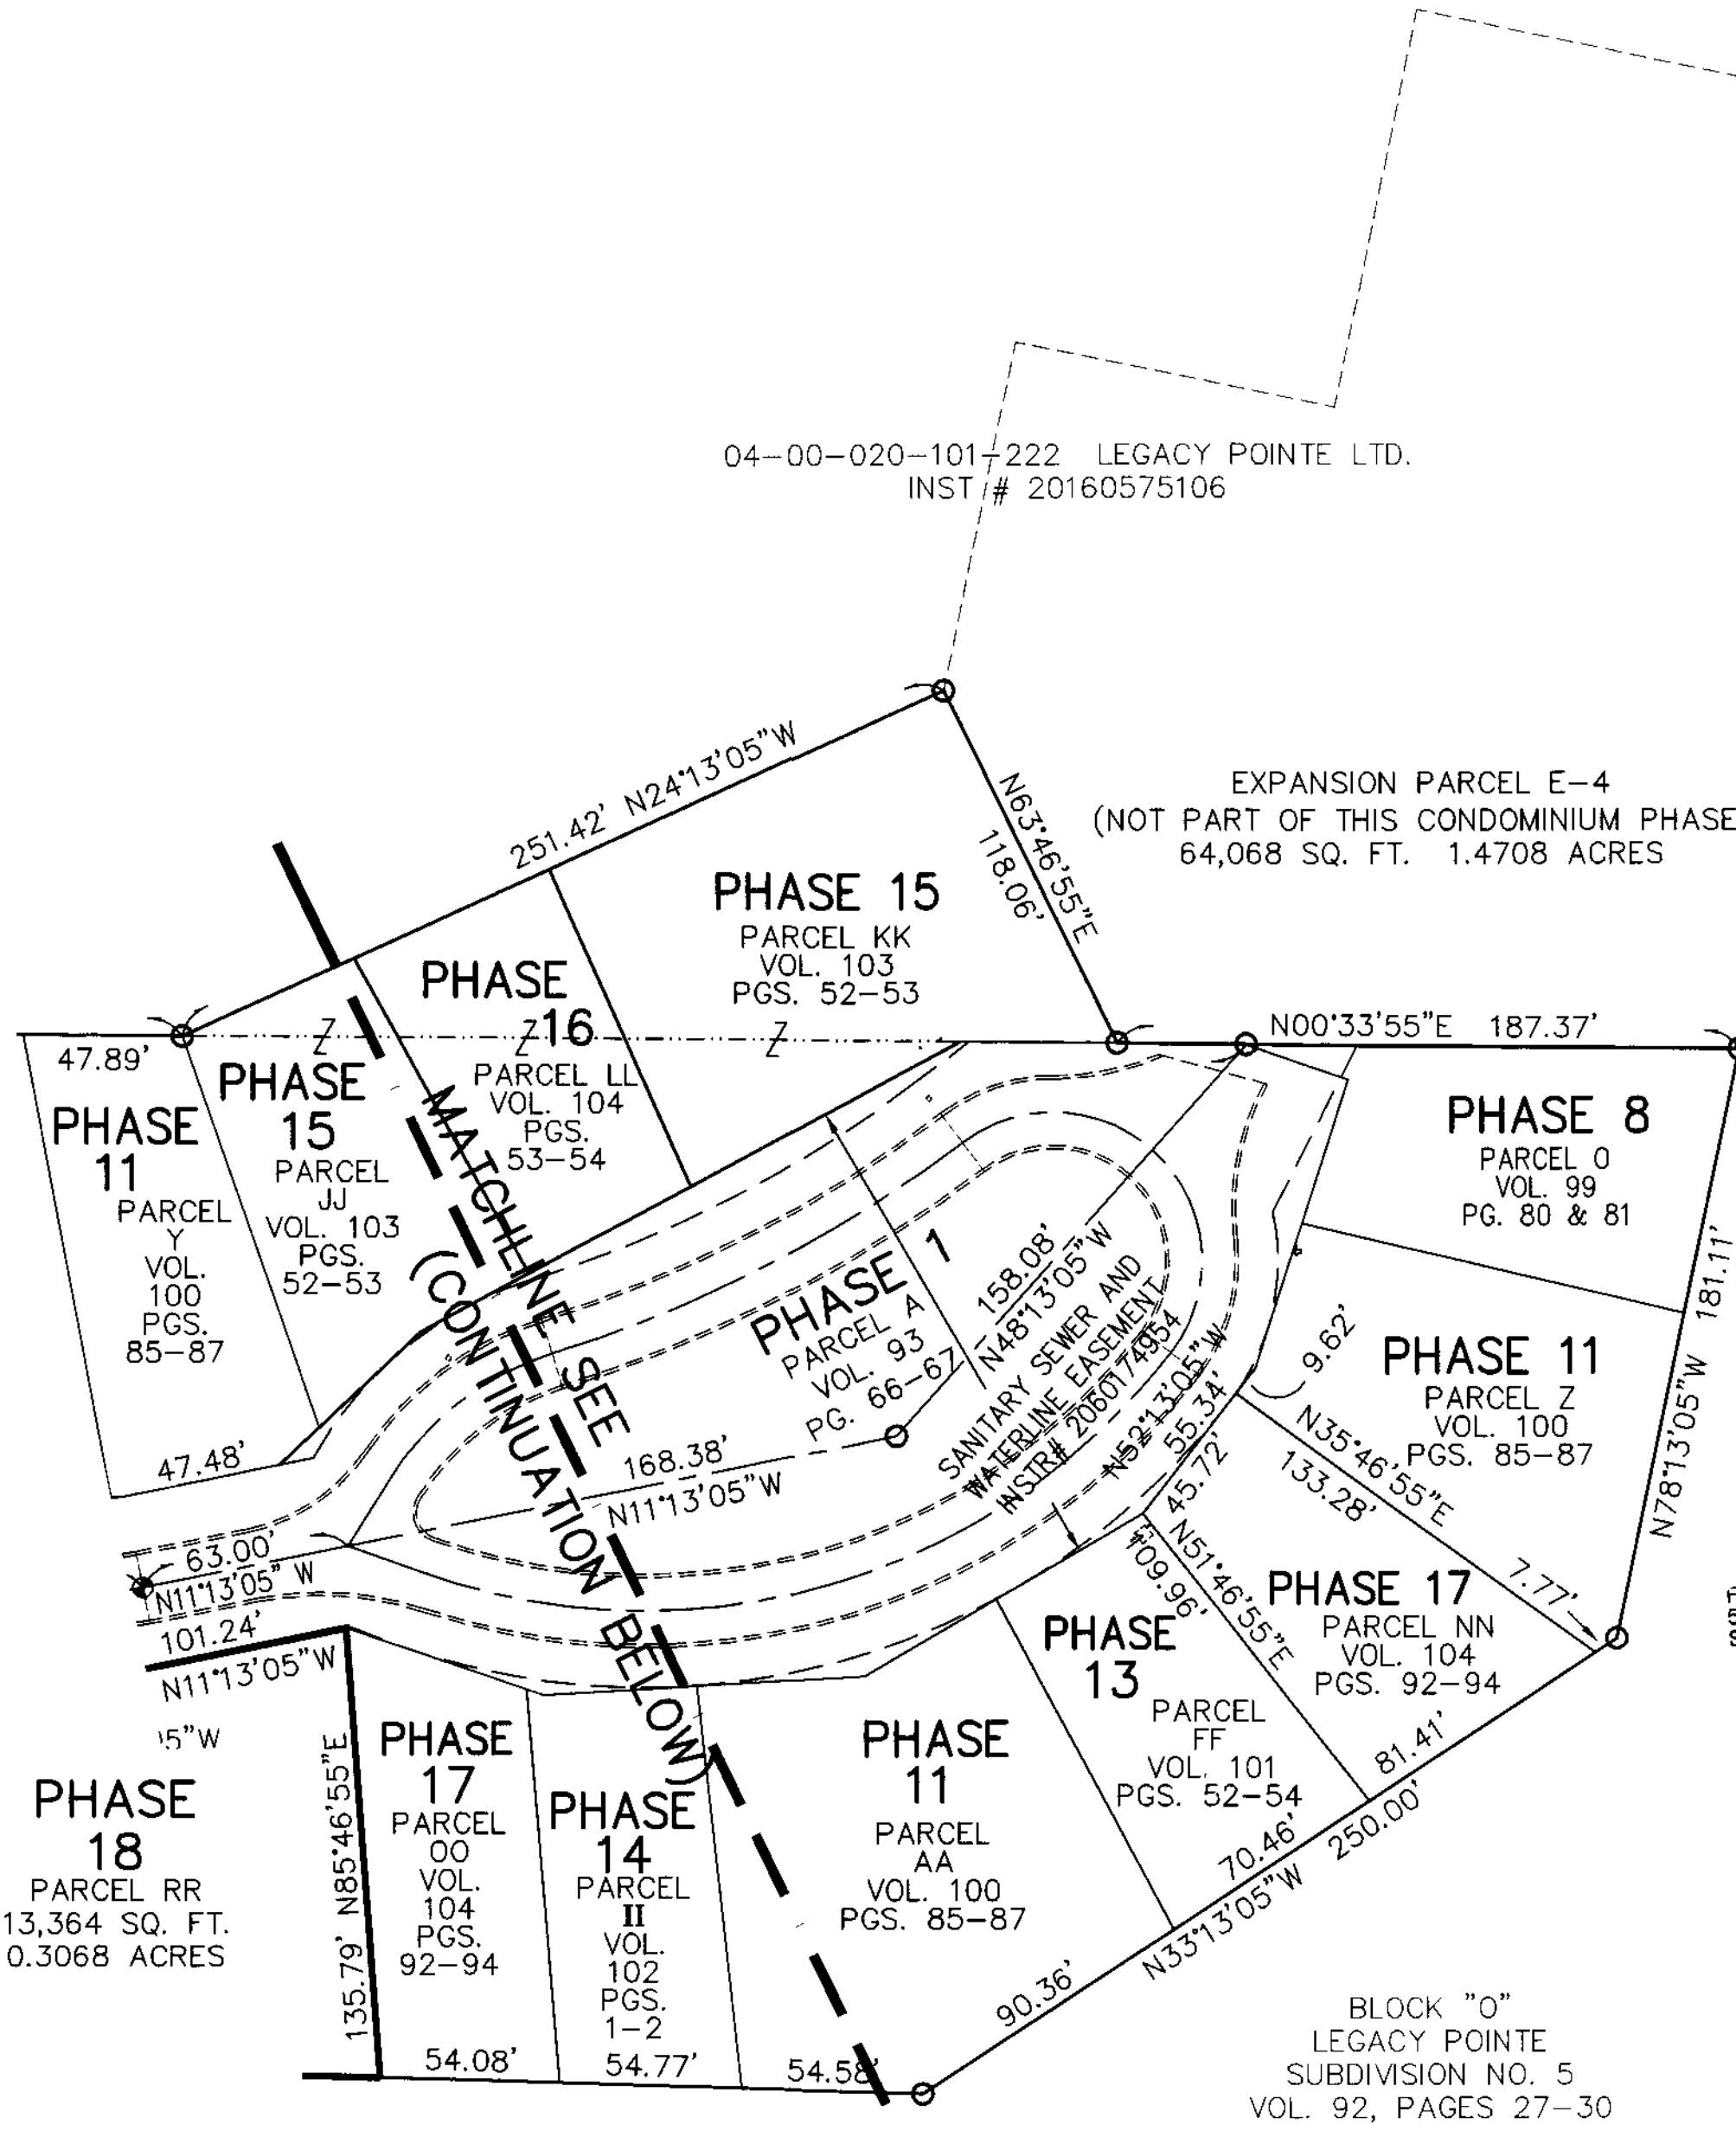 04-00-020-101-222 LEGACY POINTE LTD.
INST # 20160575106
251.42' N24°13'05"W
N63°46'55"E
118.06'
EXPANSION PARCEL E-4
(NOT PART OF THIS CONDOMINIUM PHASE
64,068 SQ. FT. 1.4708 ACRES
PHASE 15
PARCEL KK
VOL. 103
PGS. 52-53
PHASE
16
PARCEL LL
VOL. 104
PGS.
53-54
Z Z Z
N00°33'55"E 187.37'
47.89'
PHASE
15
PARCEL
JJ
VOL. 103
PGS.
52-53
PHASE
11
PARCEL
Y
VOL.
100
PGS.
85-87
47.48'
MATCHLINE SEE
(CONTINUATION BELOW)
PHASE 1
PARCEL A
VOL. 93
PG. 66-67
158.08'
N48°13'05"W
SANITARY SEWER AND
WATERLINE EASEMENT
INSTR# 20601 74954
N52°13'05"W
55.34'
45.72'
9.62'
PHASE 8
PARCEL O
VOL. 99
PG. 80 & 81
N78°13'05"W 181.11'
PHASE 11
PARCEL Z
VOL. 100
PGS. 85-87
N35°46'55"E
133.28'
7.77'
168.38'
N11°13'05"W
63.00'
N11°13'05" W
101.24'
N11°13'05"W
5"W
109.96'
N51°46'55"E
PHASE 17
PARCEL NN
VOL. 104
PGS. 92-94
PHASE
13
PARCEL
FF
VOL. 101
PGS. 52-54
81.41'
250.00'
70.46'
N33°13'05"W
90.36'
PHASE
18
PARCEL RR
13,364 SQ. FT.
0.3068 ACRES
135.79' N85°46'55"E
PHASE
17
PARCEL
OO
VOL.
104
PGS.
92-94
PHASE
14
PARCEL
II
VOL.
102
PGS.
1-2
PHASE
11
PARCEL
AA
VOL. 100
PGS. 85-87
54.08'
54.77'
54.58'
BLOCK "O"
LEGACY POINTE
SUBDIVISION NO. 5
VOL. 92, PAGES 27-30